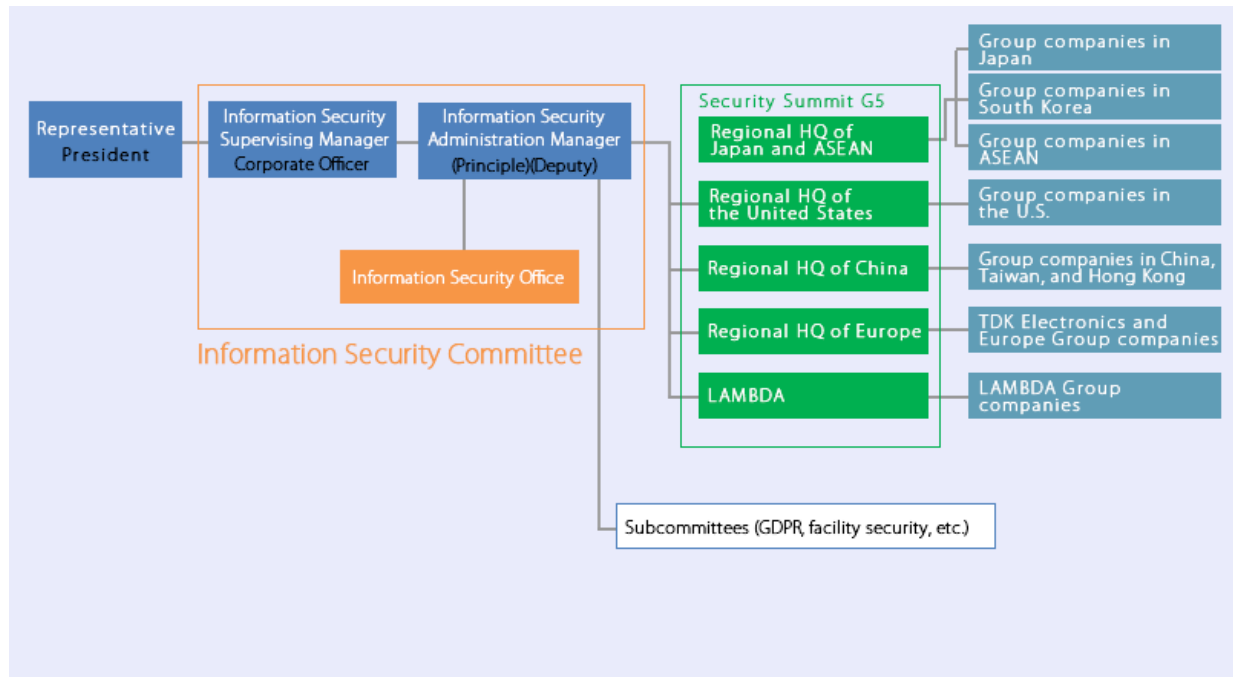 Representative
President
Information Security
Supervising Manager
Corporate Officer
Information Security
Administration Manager
(Principle)(Deputy)
Information Security Office
Information Security Committee
Security Summit G5
Regional HQ of
Japan and ASEAN
Regional HQ of
the United States
Regional HQ of China
Regional HQ of Europe
LAMBDA
Group companies in
Japan
Group companies in
South Korea
Group companies in
ASEAN
Group companies in
the U.S.
Group companies in China,
Taiwan, and Hong Kong
TDK Electronics and
Europe Group companies
LAMBDA Group
companies
Subcommittees (GDPR, facility security, etc.)